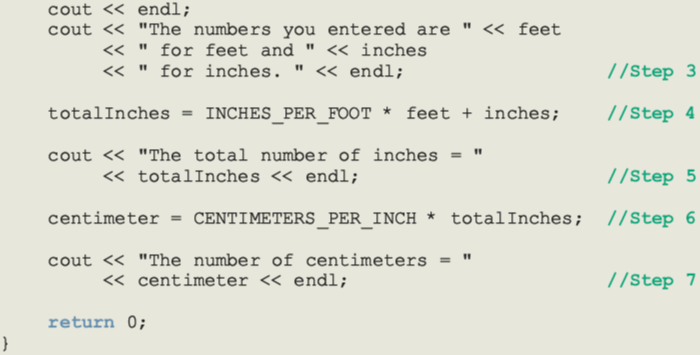 cout << endl;
cout << "The numbers you entered are " << feet
<< " for feet and " << inches
<< " for inches. " << endl; //Step 3
totalInches = INCHES_PER_FOOT * feet + inches; //Step 4
cout << "The total number of inches = "
<< totalInches << endl; //Step 5
centimeter = CENTIMETERS_PER_INCH * totalInches; //Step 6
cout << "The number of centimeters = "
<< centimeter << endl; //Step 7
return 0;
}